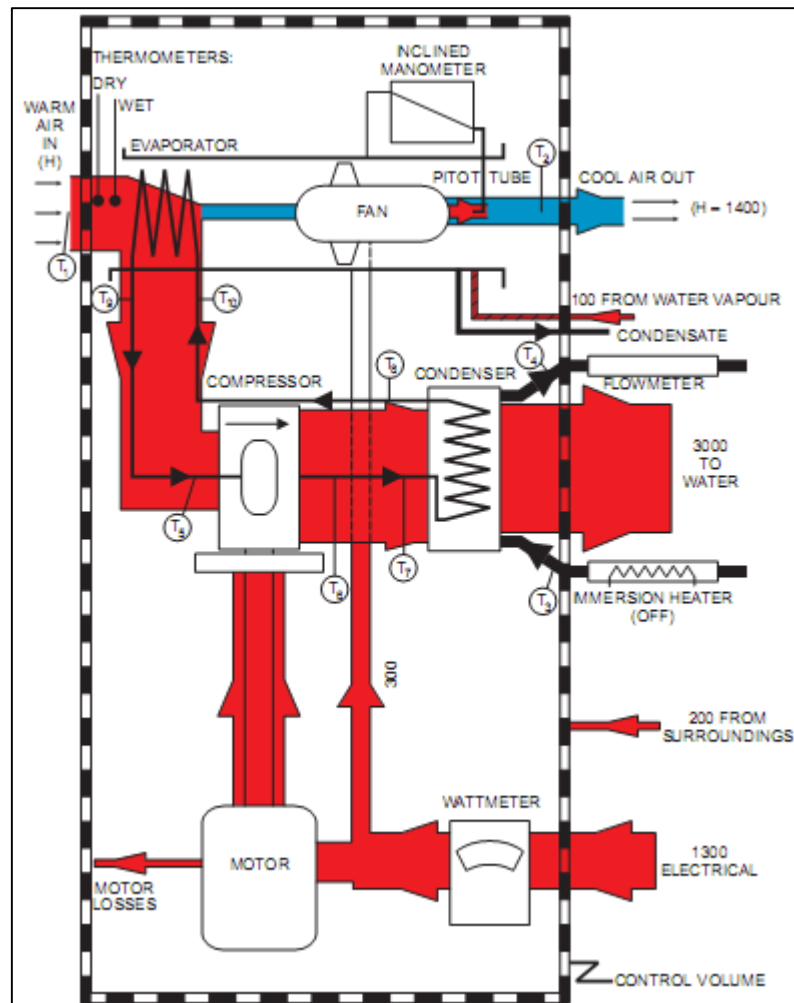 THERMOMETERS:
DRY
WET
INCLINED
MANOMETER
WARM
AIR
IN
(H)
EVAPORATOR
T2
PITOT TUBE
COOL AIR OUT
FAN
(H = 1400)
T1
T9
T12
100 FROM WATER VAPOUR
CONDENSATE
T4
COMPRESSOR
T8
CONDENSER
FLOWMETER
3000
TO
WATER
T5
T6
T7
T3
IMMERSION HEATER
(OFF)
300
200 FROM
SURROUNDINGS
WATTMETER
MOTOR
1300
ELECTRICAL
MOTOR
LOSSES
CONTROL VOLUME